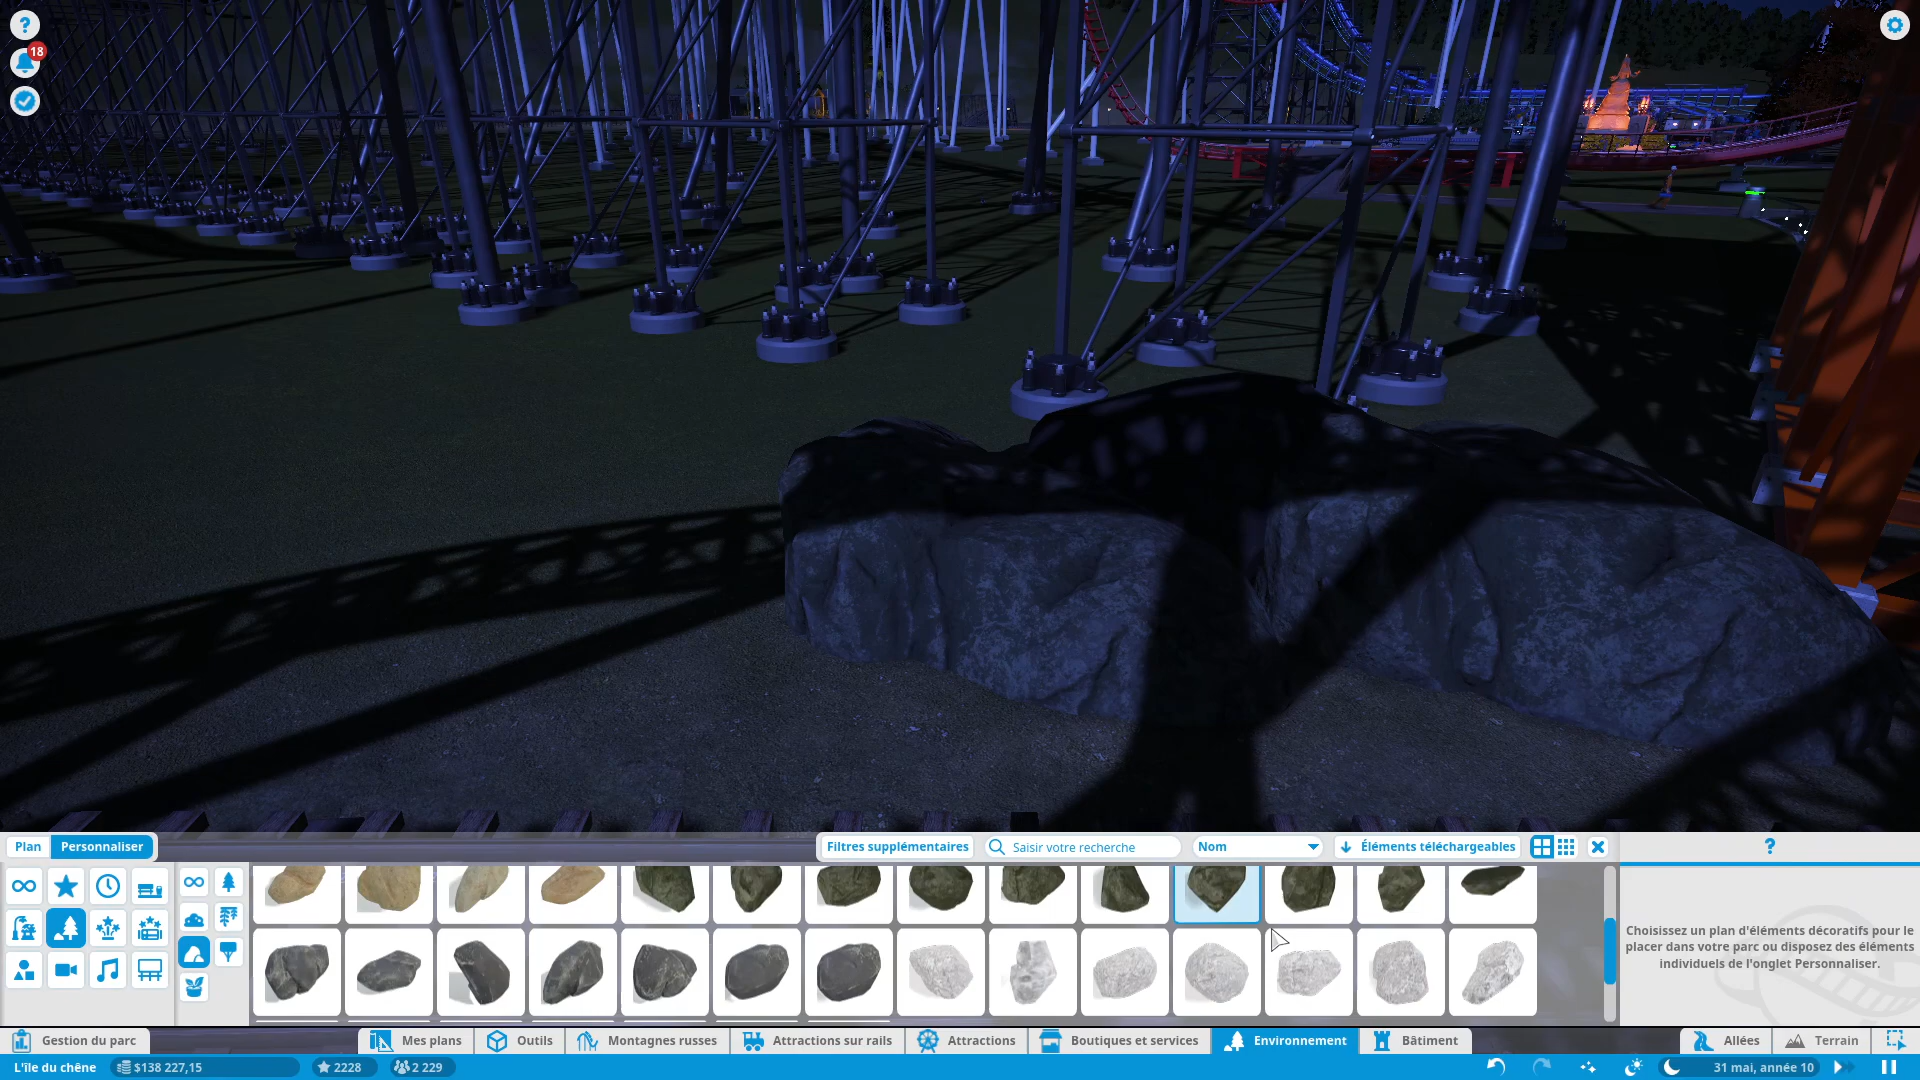 ?
18
Plan
Personnaliser
Filtres supplémentaires
Saisir votre recherche
Nom
Éléments téléchargeables
?
Choisissez un plan d'éléments décoratifs pour le
placer dans votre parc ou disposez des éléments
individuels de l'onglet Personnaliser.
Gestion du parc
Mes plans
Outils
Montagnes russes
Attractions sur rails
Attractions
Boutiques et services
Environnement
Bâtiment
Allées
Terrain
L'île du chêne
$138 227,15
2228
2 229
31 mai, année 10